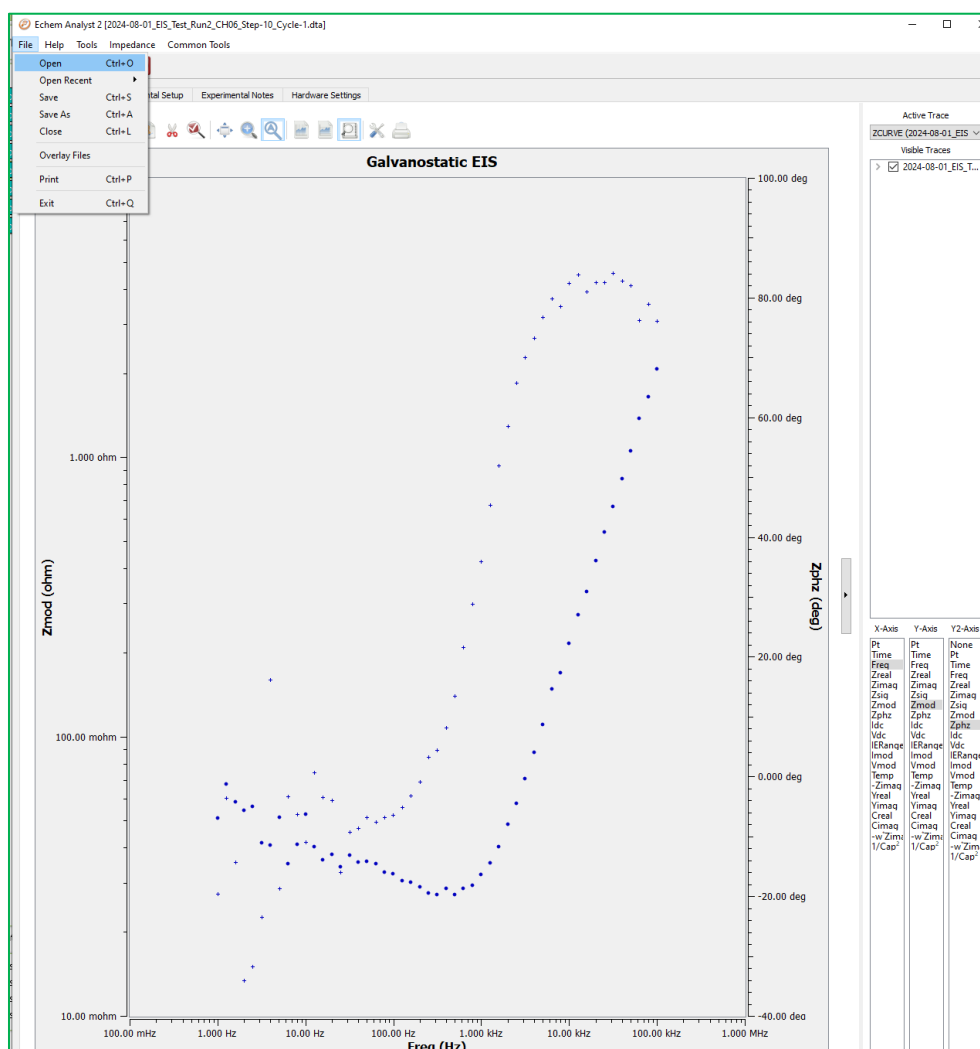 Echem Analyst 2 [2024-08-01_EIS_Test_Run2_CH06_Step-10_Cycle-1.dta]
File Help Tools Impedance Common Tools
Open Ctrl+O
Open Recent
Save Ctrl+S
Save As Ctrl+A
Close Ctrl+L
Overlay Files
Print Ctrl+P
Exit Ctrl+Q
ntal Setup Experimental Notes Hardware Settings
Galvanostatic EIS
100.00 deg
80.00 deg
60.00 deg
40.00 deg
20.00 deg
0.000 deg
-20.00 deg
-40.00 deg
Zphz (deg)
1.000 ohm
100.00 mohm
10.00 mohm
Zmod (ohm)
100.00 mHz 1.000 Hz 10.00 Hz 100.00 Hz 1.000 kHz 10.00 kHz 100.00 kHz 1.000 MHz
Freq (Hz)
Active Trace
ZCURVE (2024-08-01_EIS
Visible Traces
2024-08-01_EIS_T...
X-Axis Y-Axis Y2-Axis
Pt Pt None
Time Time Pt
Freq Freq Time
Zreal Zreal Freq
Zimag Zimag Zreal
Zsig Zsig Zimag
Zmod Zmod Zsig
Zphz Zphz Zmod
Idc Idc Zphz
Vdc Vdc Idc
IERange IERange Vdc
Imod Imod IERange
Vmod Vmod Imod
Temp Temp Vmod
-Zimag -Zimag Temp
Yreal Yreal -Zimag
Yimag Yimag Yreal
Creal Creal Yimag
Cimag Cimag Creal
-w*Zima -w*Zima Cimag
1/Cap² 1/Cap² -w*Zim
1/Cap²